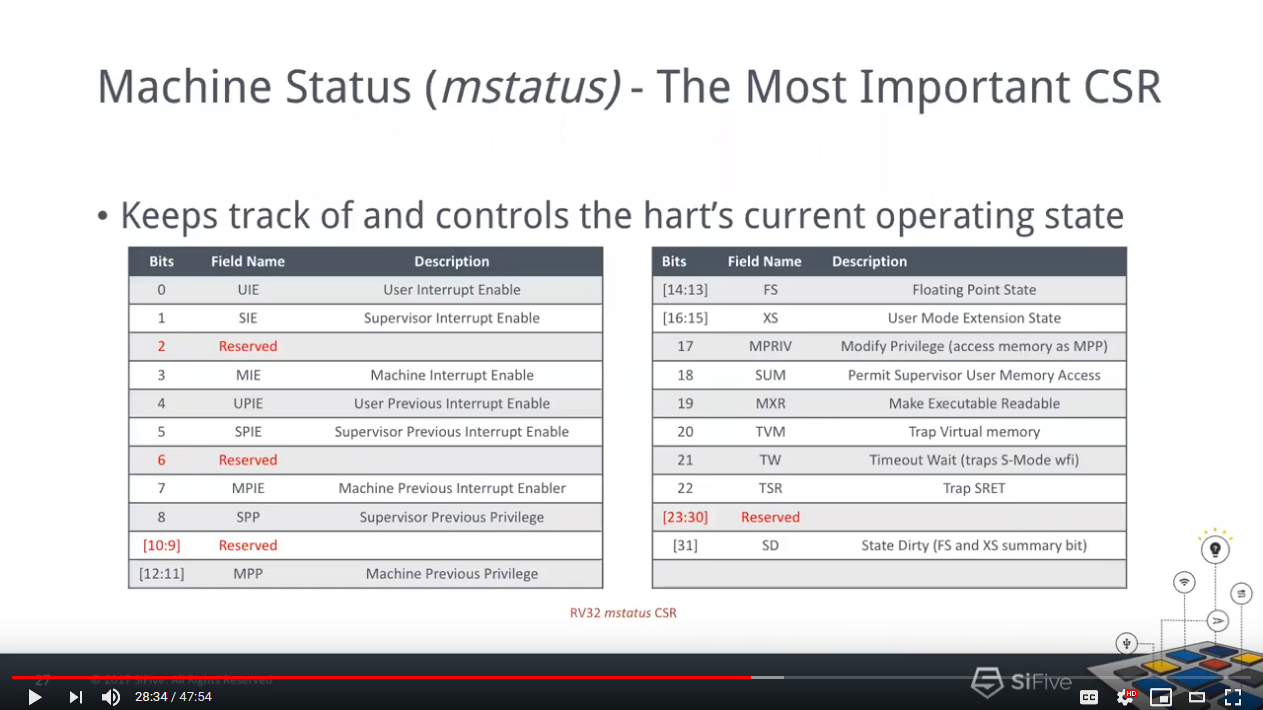 Machine Status (mstatus) - The Most Important CSR
• Keeps track of and controls the hart’s current operating state
Bits Field Name Description
0 UIE User Interrupt Enable
1 SIE Supervisor Interrupt Enable
2 Reserved
3 MIE Machine Interrupt Enable
4 UPIE User Previous Interrupt Enable
5 SPIE Supervisor Previous Interrupt Enable
6 Reserved
7 MPIE Machine Previous Interrupt Enabler
8 SPP Supervisor Previous Privilege
[10:9] Reserved
[12:11] MPP Machine Previous Privilege
Bits Field Name Description
[14:13] FS Floating Point State
[16:15] XS User Mode Extension State
17 MPRIV Modify Privilege (access memory as MPP)
18 SUM Permit Supervisor User Memory Access
19 MXR Make Executable Readable
20 TVM Trap Virtual memory
21 TW Timeout Wait (traps S-Mode wfi)
22 TSR Trap SRET
[23:30] Reserved
[31] SD State Dirty (FS and XS summary bit)
RV32 mstatus CSR
27 © 2017 SiFive. All Rights Reserved
SiFive
28:34 / 47:54
CC
HD